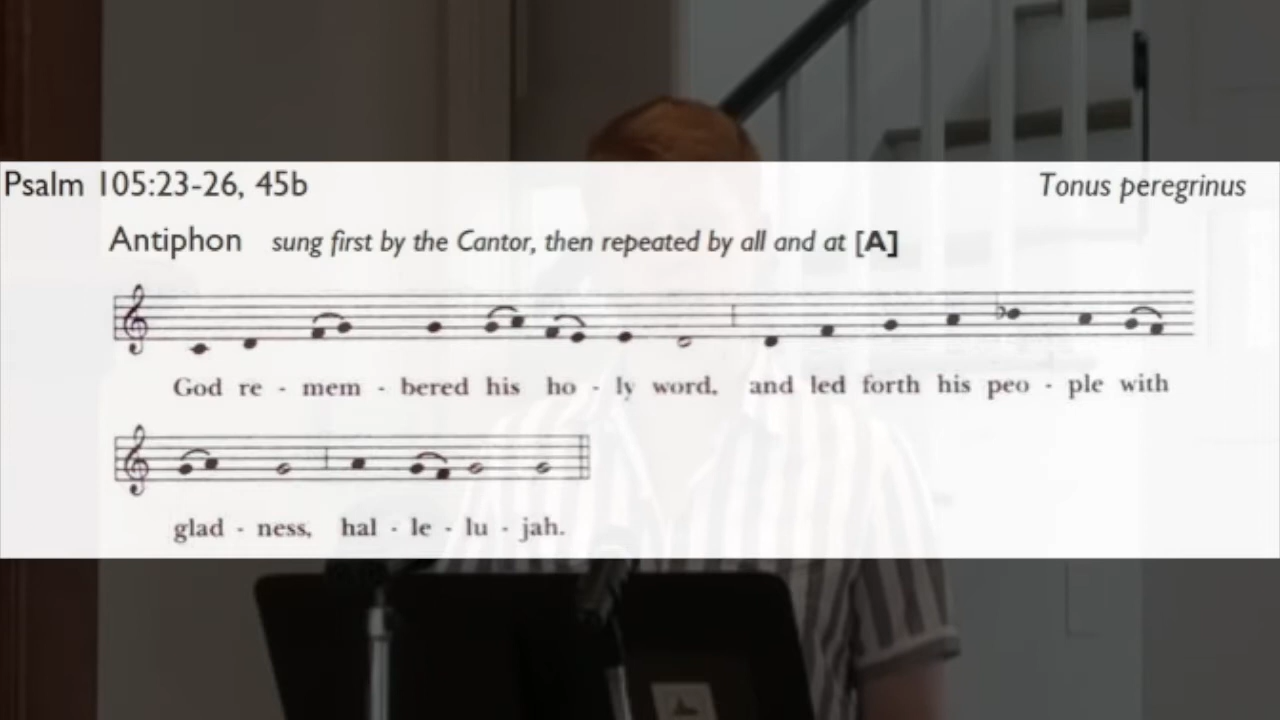 Psalm 105:23-26, 45b Tonus peregrinus
Antiphon sung first by the Cantor, then repeated by all and at [A]
God re - mem - bered his ho - ly word, and led forth his peo - ple with
glad - ness, hal - le - lu - jah.